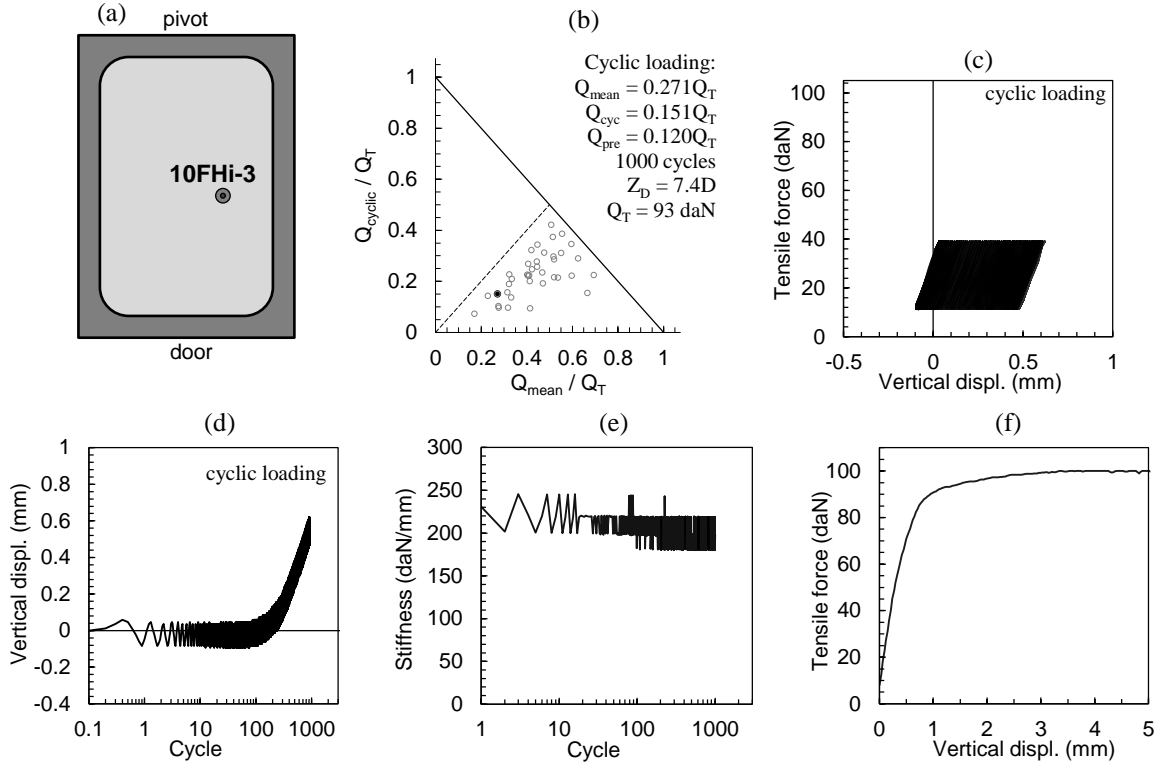 (a)
pivot
10FHi-3
door
(b)
Cyclic loading:
Q_mean = 0.271Q_T
Q_cyc = 0.151Q_T
Q_pre = 0.120Q_T
1000 cycles
Z_D = 7.4D
Q_T = 93 daN
Q_cyclic / Q_T
1
0.8
0.6
0.4
0.2
0
0 0.2 0.4 0.6 0.8 1
Q_mean / Q_T
(c)
cyclic loading
Tensile force (daN)
100
80
60
40
20
0
-0.5 0 0.5 1
Vertical displ. (mm)
(d)
cyclic loading
Vertical displ. (mm)
1
0.8
0.6
0.4
0.2
0
-0.2
-0.4
0.1 1 10 100 1000
Cycle
(e)
Stiffness (daN/mm)
300
250
200
150
100
50
0
1 10 100 1000
Cycle
(f)
Tensile force (daN)
100
80
60
40
20
0
0 1 2 3 4 5
Vertical displ. (mm)